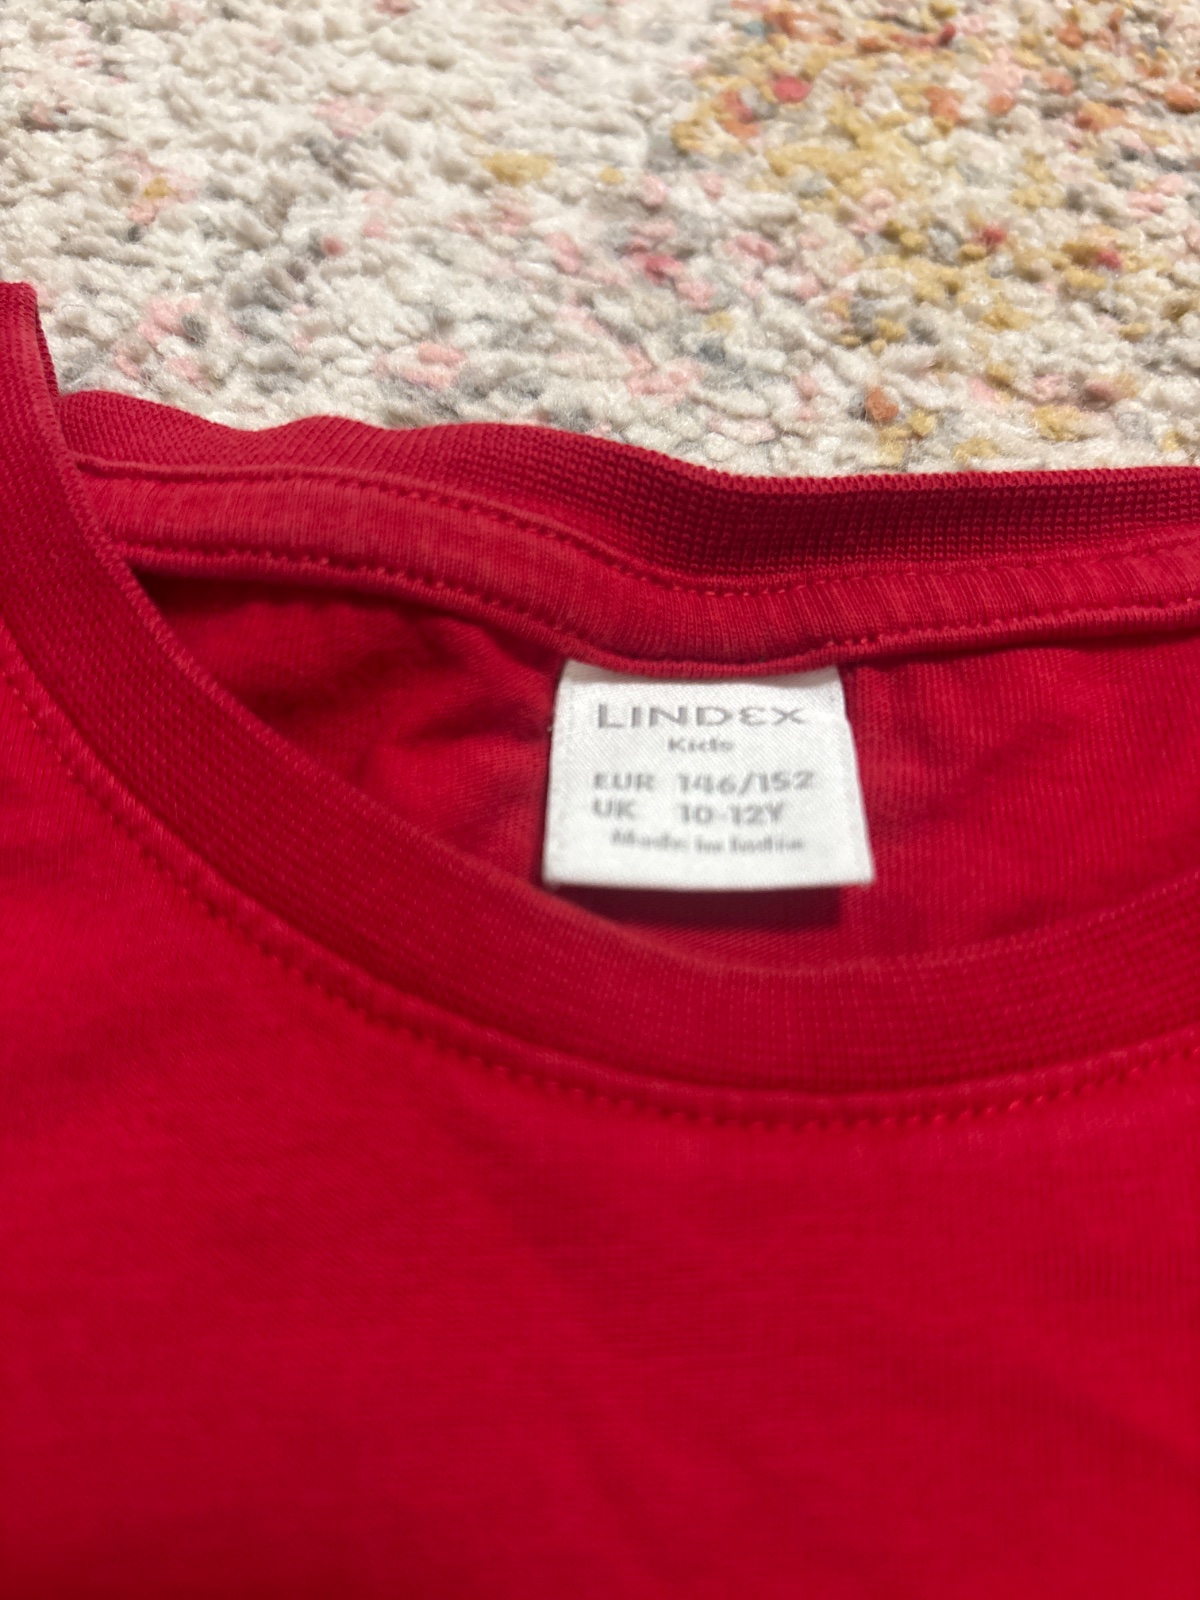 LINDEX
Kids
EUR 146/152
UK 10-12Y
Made in India